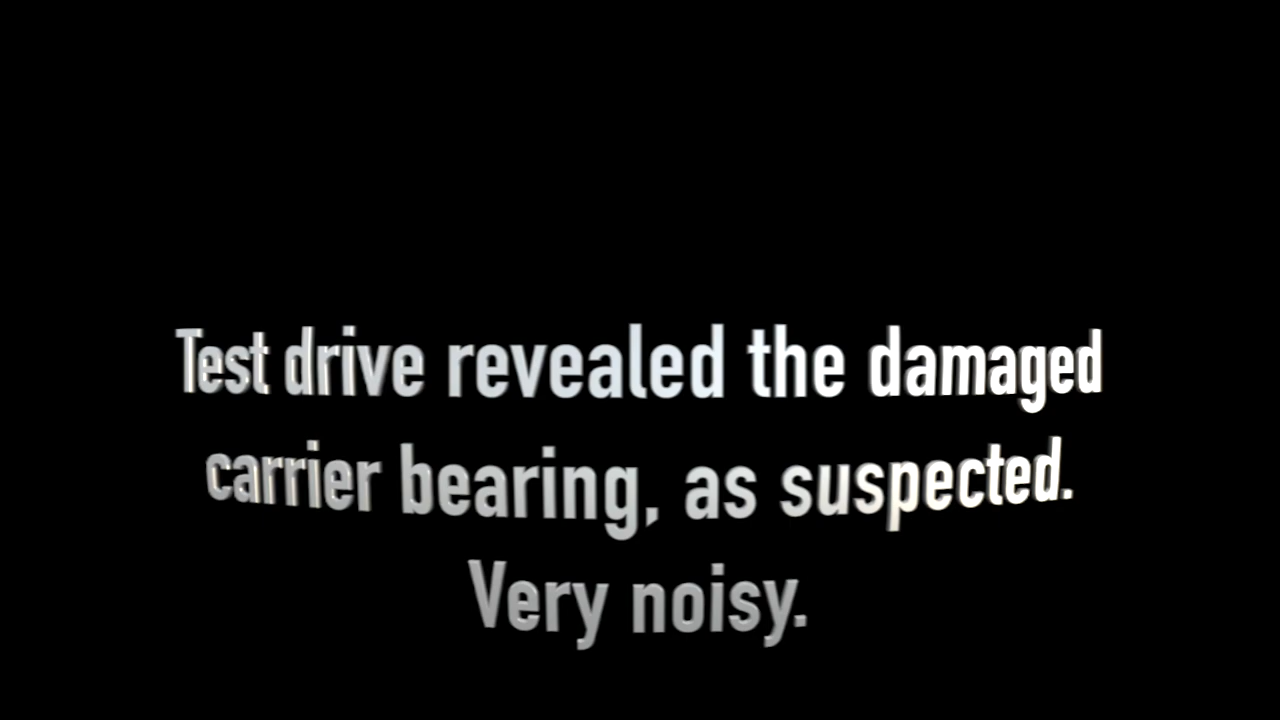 Test drive revealed the damaged
carrier bearing, as suspected.
Very noisy.